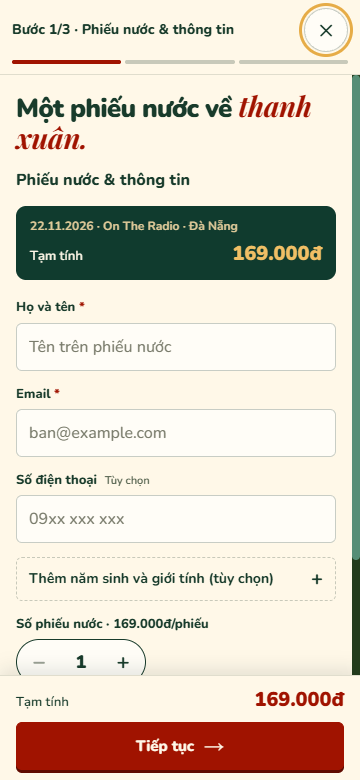 Bước 1/3 · Phiếu nước & thông tin
Một phiếu nước về thanh
xuân.
Phiếu nước & thông tin
22.11.2026 · On The Radio · Đà Nẵng
Tạm tính 169.000đ
Họ và tên *
Tên trên phiếu nước
Email *
ban@example.com
Số điện thoại Tùy chọn
09xx xxx xxx
Thêm năm sinh và giới tính (tùy chọn) +
Số phiếu nước · 169.000đ/phiếu
− 1 +
Tạm tính 169.000đ
Tiếp tục →